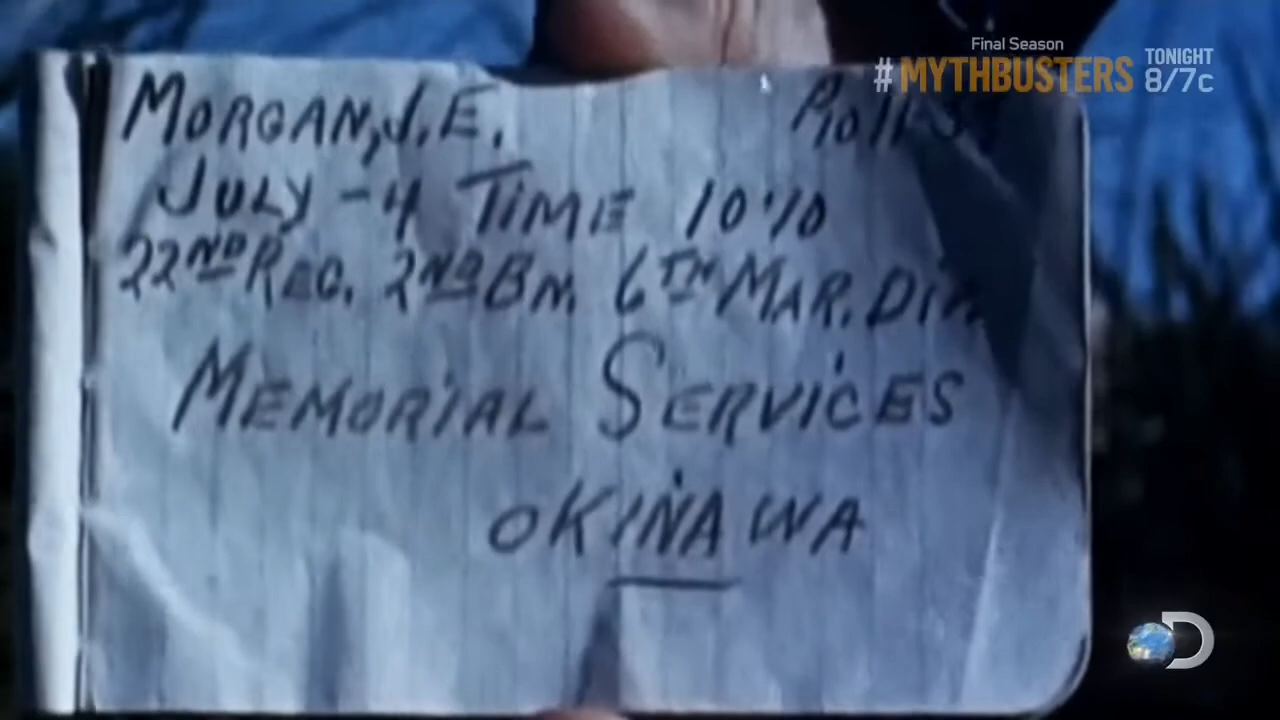 Final Season
#MYTHBUSTERS TONIGHT 8/7c
MORGAN, J.E.
JULY - 4 TIME 10%
22ND REG. 2ND BN. 6TH MAR. DIV.
MEMORIAL SERVICES
OKINAWA
D